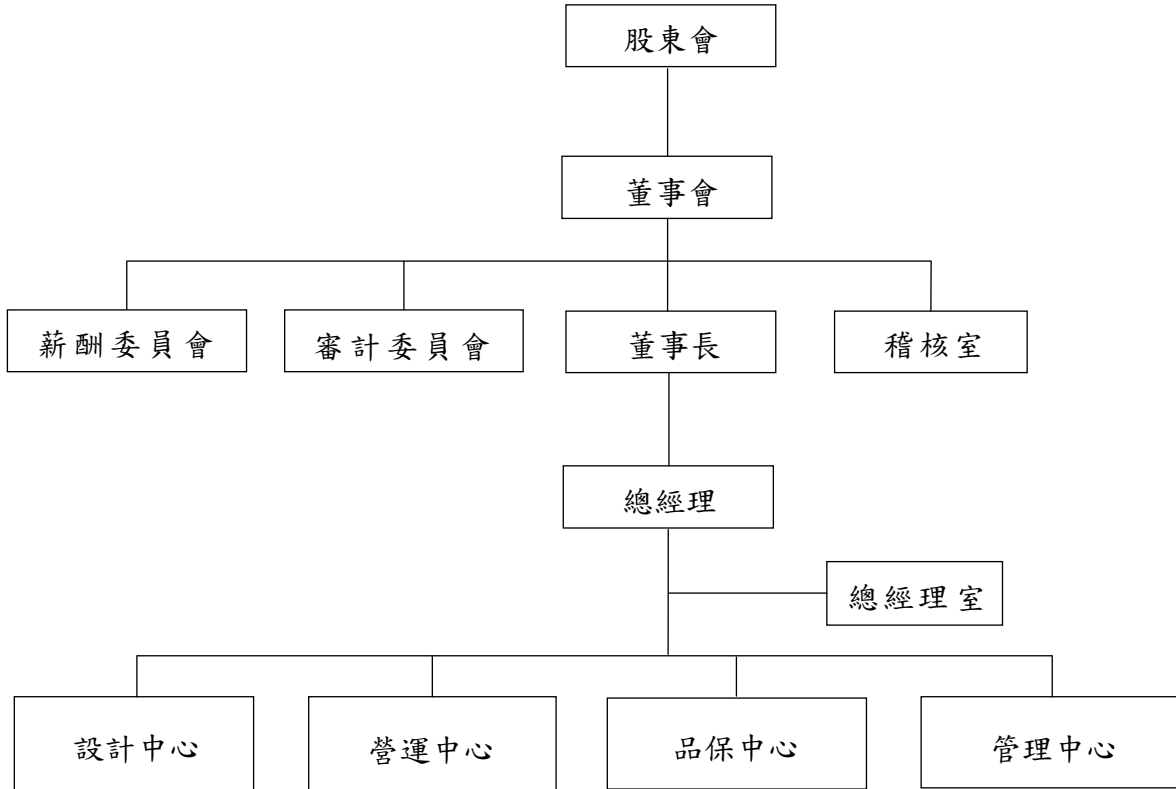 股東會
董事會
薪酬委員會
審計委員會
董事長
稽核室
總經理
總經理室
設計中心
營運中心
品保中心
管理中心